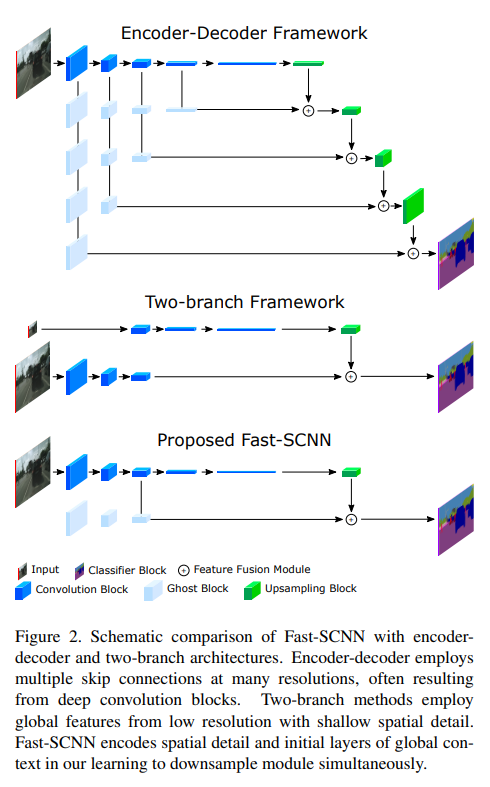 Encoder-Decoder Framework
Two-branch Framework
Proposed Fast-SCNN
Input Classifier Block + Feature Fusion Module
Convolution Block Ghost Block Upsampling Block
Figure 2. Schematic comparison of Fast-SCNN with encoder-
decoder and two-branch architectures. Encoder-decoder employs
multiple skip connections at many resolutions, often resulting
from deep convolution blocks. Two-branch methods employ
global features from low resolution with shallow spatial detail.
Fast-SCNN encodes spatial detail and initial layers of global con-
text in our learning to downsample module simultaneously.